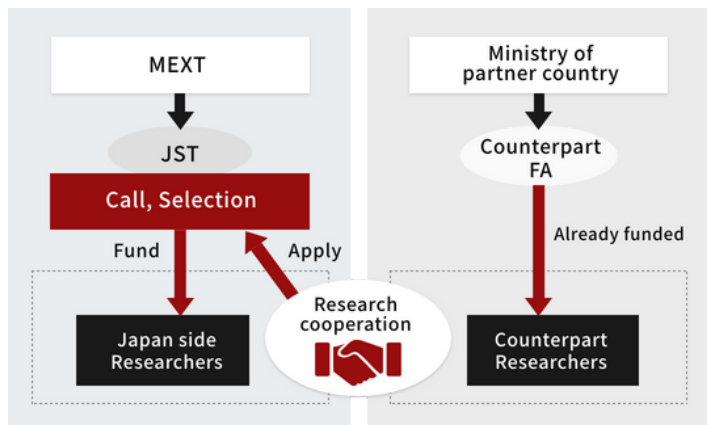 MEXT
JST
Call, Selection
Fund
Apply
Japan side
Researchers
Research
cooperation
Ministry of
partner country
Counterpart
FA
Already funded
Counterpart
Researchers